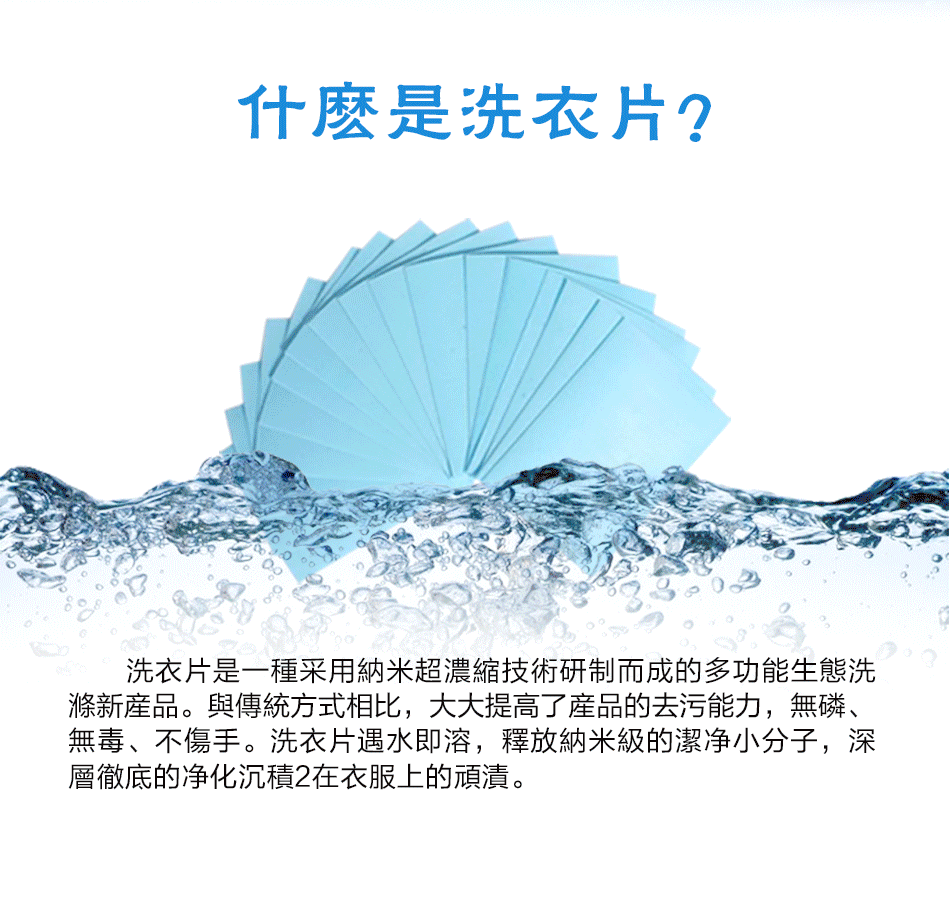 什麽是洗衣片?
洗衣片是一種采用納米超濃縮技術研制而成的多功能生態洗
滌新産品。與傳統方式相比，大大提高了産品的去污能力，無磷、
無毒、不傷手。洗衣片遇水即溶，釋放納米級的潔净小分子，深
層徹底的净化沉積2在衣服上的頑漬。